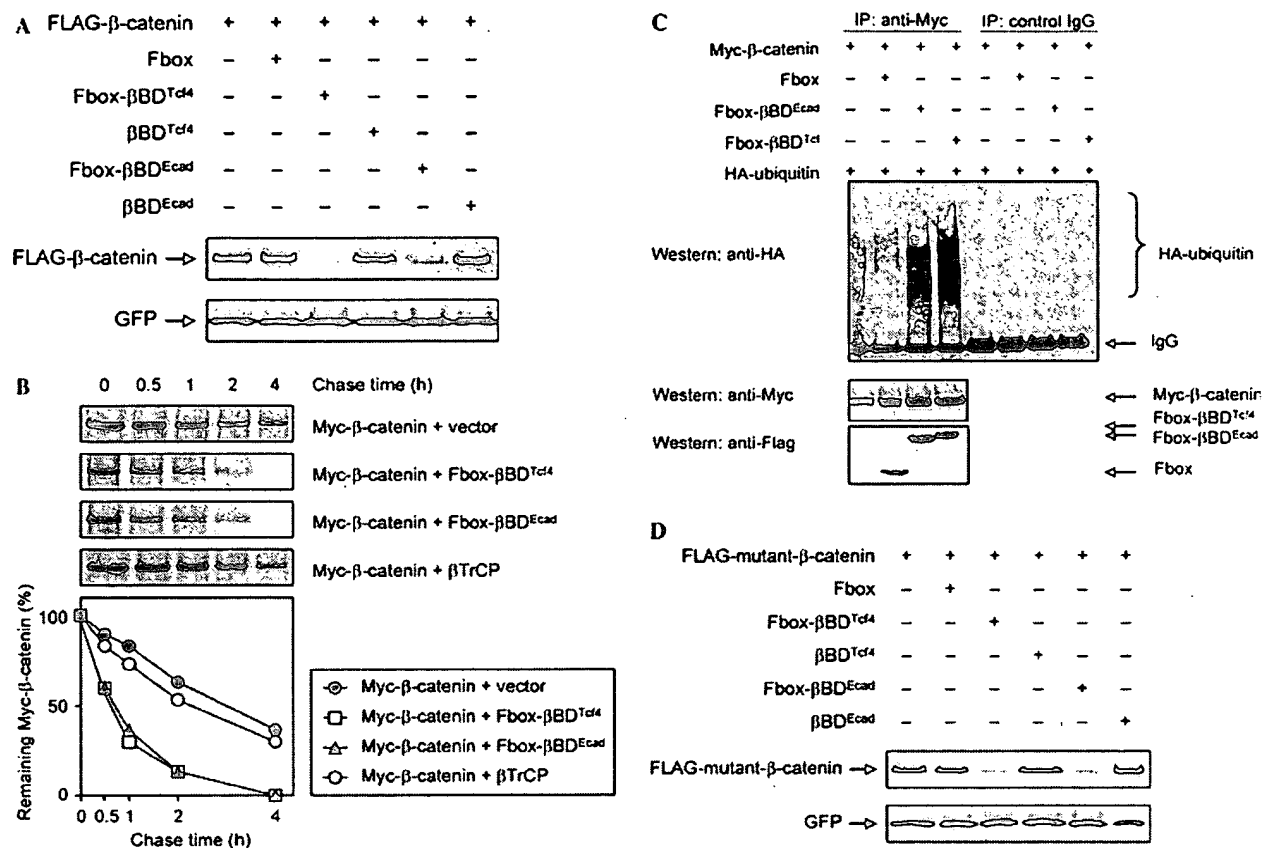 A
FLAG-β-catenin + + + + + + +
Fbox – + – – – – –
Fbox-βBDTcf4 – – + – – – –
βBDTcf4 – – – + – – –
Fbox-βBDEcad – – – – + –
βBDEcad – – – – – +
FLAG-β-catenin →
GFP →
B
0 0.5 1 2 4 Chase time (h)
Myc-β-catenin + vector
Myc-β-catenin + Fbox-βBDTcf4
Myc-β-catenin + Fbox-βBDEcad
Myc-β-catenin + βTrCP
Remaining Myc-β-catenin (%)
100
50
0
0 0.5 1 2 4
Chase time (h)
Myc-β-catenin + vector
Myc-β-catenin + Fbox-βBDTcf4
Myc-β-catenin + Fbox-βBDEcad
Myc-β-catenin + βTrCP
C
IP: anti-Myc IP: control IgG
Myc-β-catenin + + + + + + + +
Fbox – + – – – + – –
Fbox-βBDEcad – – + – – – + –
Fbox-βBDTcf – – – + – – – +
HA-ubiquitin + + + + + + + +
Western: anti-HA
HA-ubiquitin
IgG
Western: anti-Myc
Myc-β-catenin
Western: anti-Flag
Fbox-βBDTcf4
Fbox-βBDEcad
Fbox
D
FLAG-mutant-β-catenin + + + + + +
Fbox – + – – – –
Fbox-βBDTcf4 – – + – – –
βBDTcf4 – – – + – –
Fbox-βBDEcad – – – – + –
βBDEcad – – – – – +
FLAG-mutant-β-catenin →
GFP →